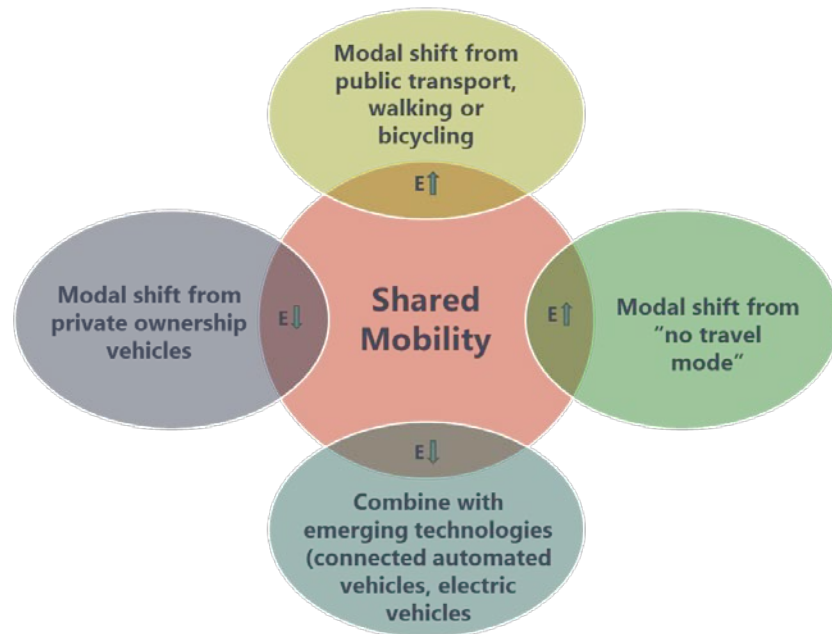 Modal shift from
public transport,
walking or
bicycling
E⇑
Modal shift from
private ownership
vehicles
E⇓
Shared
Mobility
E⇑
Modal shift from
"no travel
mode"
E⇓
Combine with
emerging technologies
(connected automated
vehicles, electric
vehicles